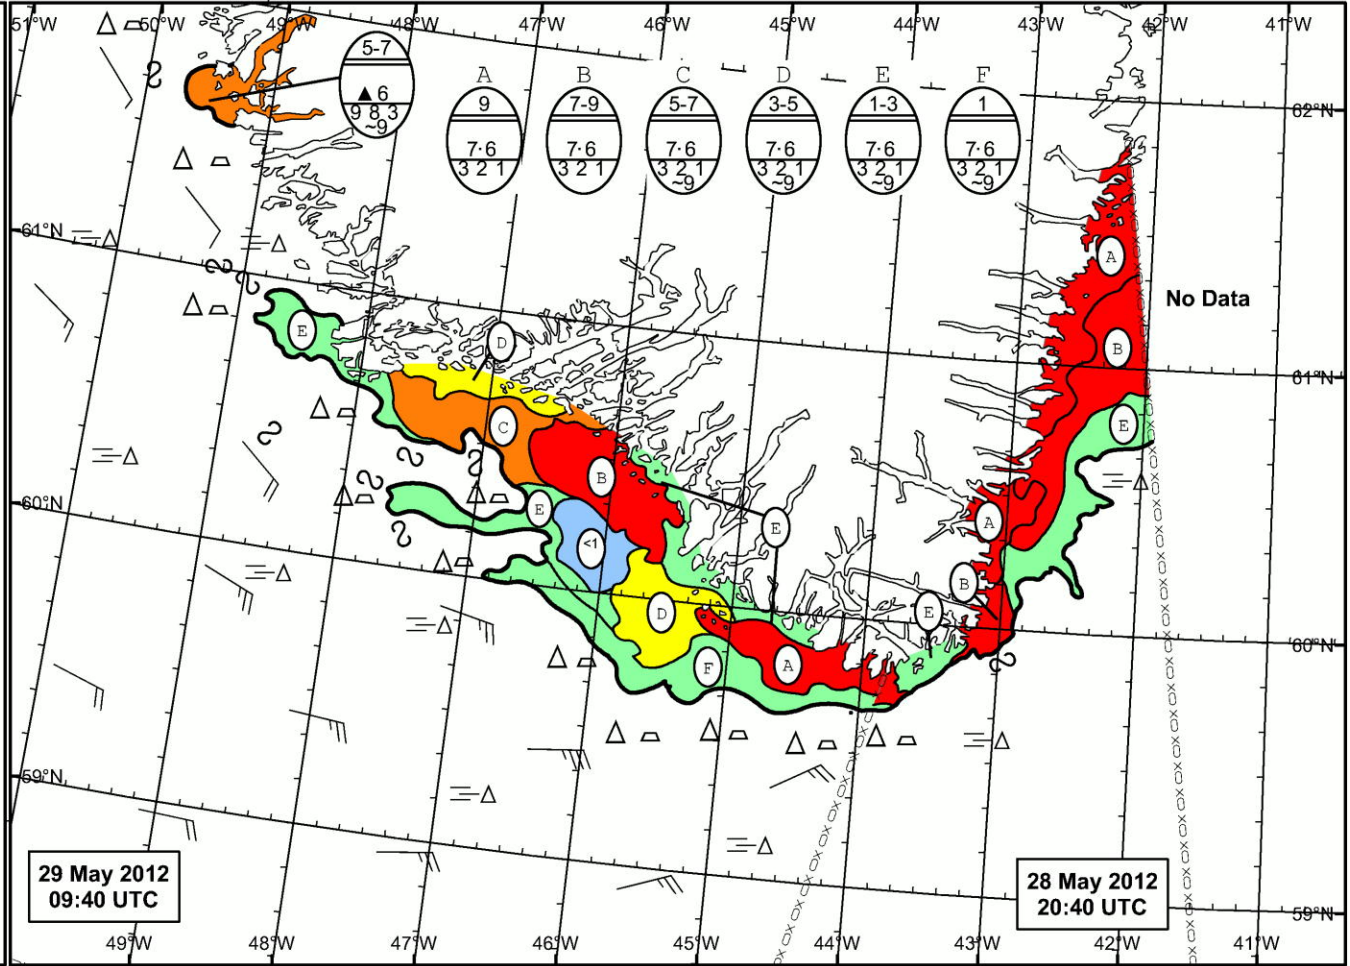 51°W 50°W 49°W 48°W 47°W 46°W 45°W 44°W 43°W 42°W 41°W
5-7
▲6
9 8 3
~9
A B C D E F
9 7-9 5-7 3-5 1-3 1
7·6 7·6 7·6 7·6 7·6 7·6
3 2 1 3 2 1 3 2 1 3 2 1 3 2 1 3 2 1
~9 ~9 ~9 ~9
62°N
61°N
A
No Data
E
D
B
61°N
C
E
B
60°N
E
A
E
<1
B
D
E
60°N
F
A
59°N
29 May 2012
09:40 UTC
28 May 2012
20:40 UTC
59°N
49°W 48°W 47°W 46°W 45°W 44°W 43°W 42°W 41°W